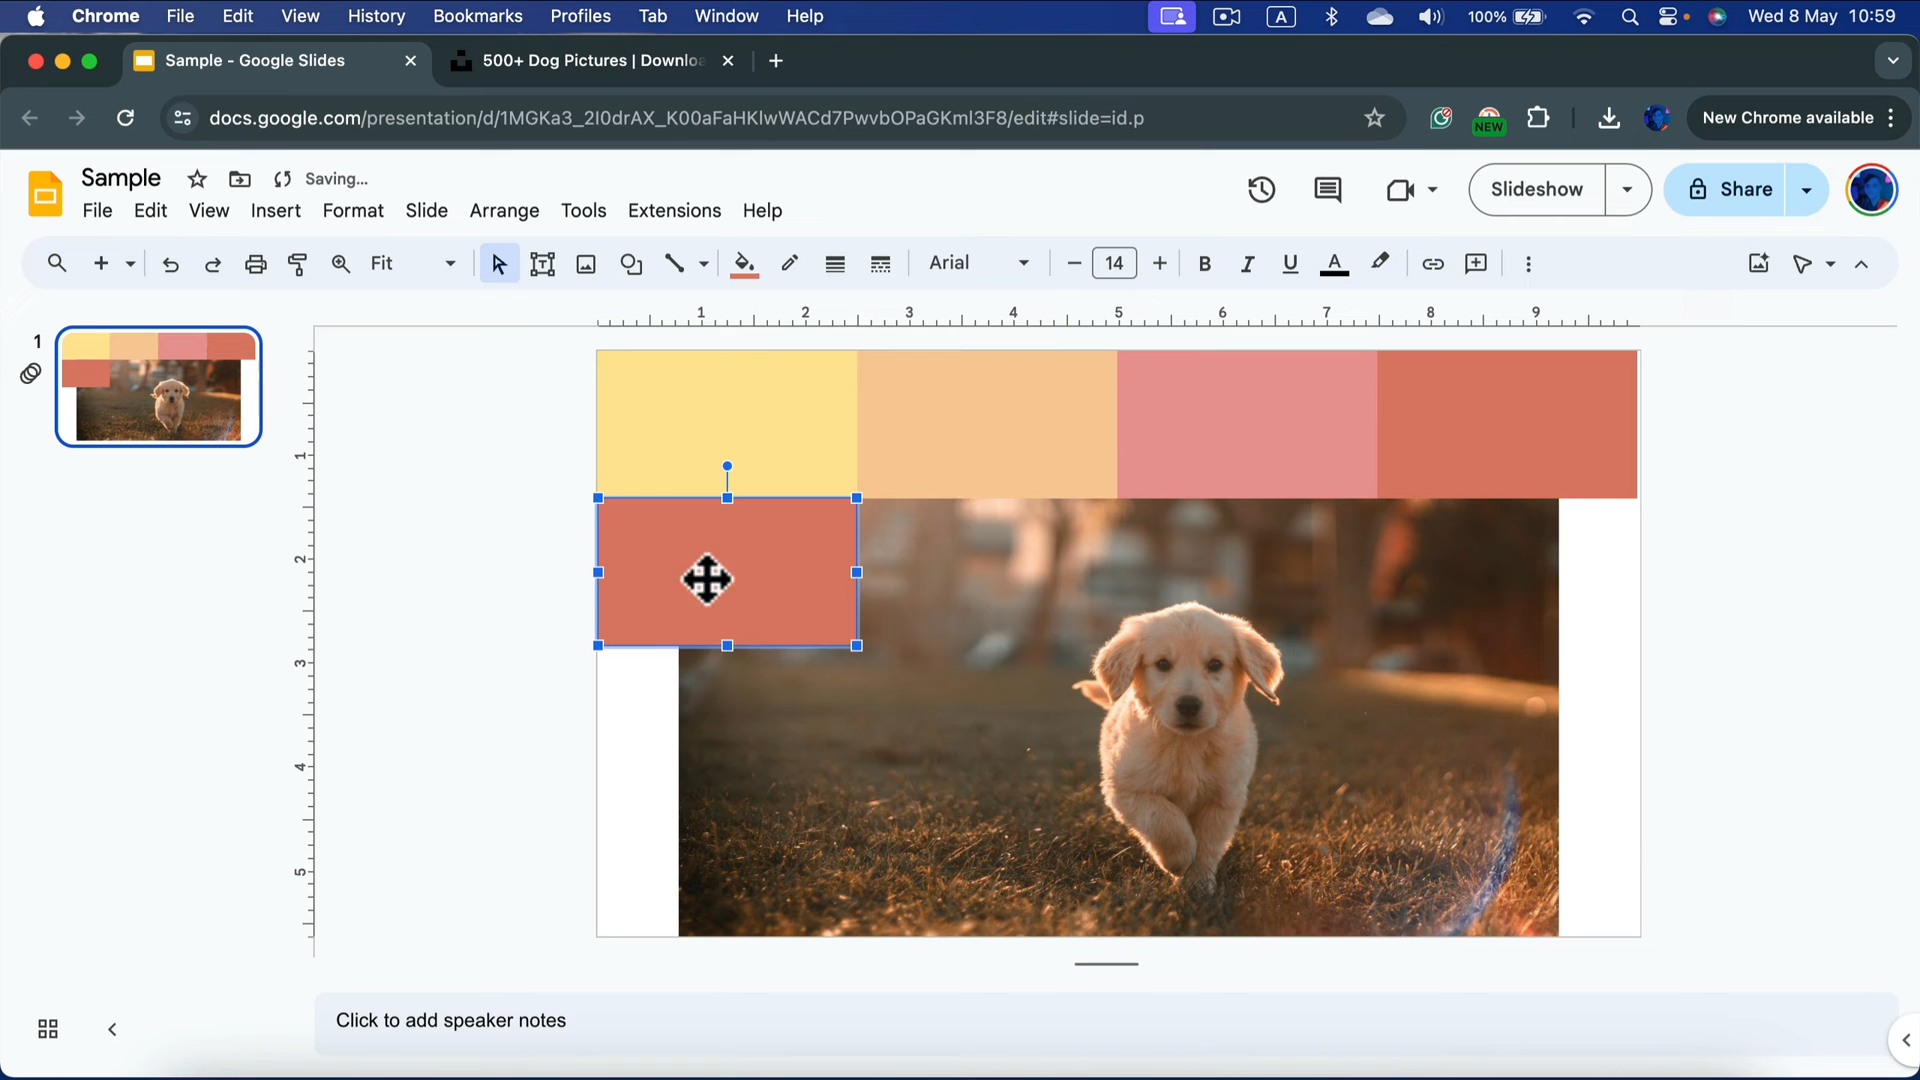 Chrome File Edit View History Bookmarks Profiles Tab Window Help A 100% Wed 8 May 10:59
Sample - Google Slides 500+ Dog Pictures | Downlo
docs.google.com/presentation/d/1MGKa3_2I0drAX_K00aFaHKIwWACd7PwvbOPaGKmI3F8/edit#slide=id.p NEW New Chrome available
Sample Saving...
File Edit View Insert Format Slide Arrange Tools Extensions Help
Slideshow Share
Fit Arial 14 B I U A
1 2 3 4 5 6 7 8 9
1
1
2
3
4
5
Click to add speaker notes